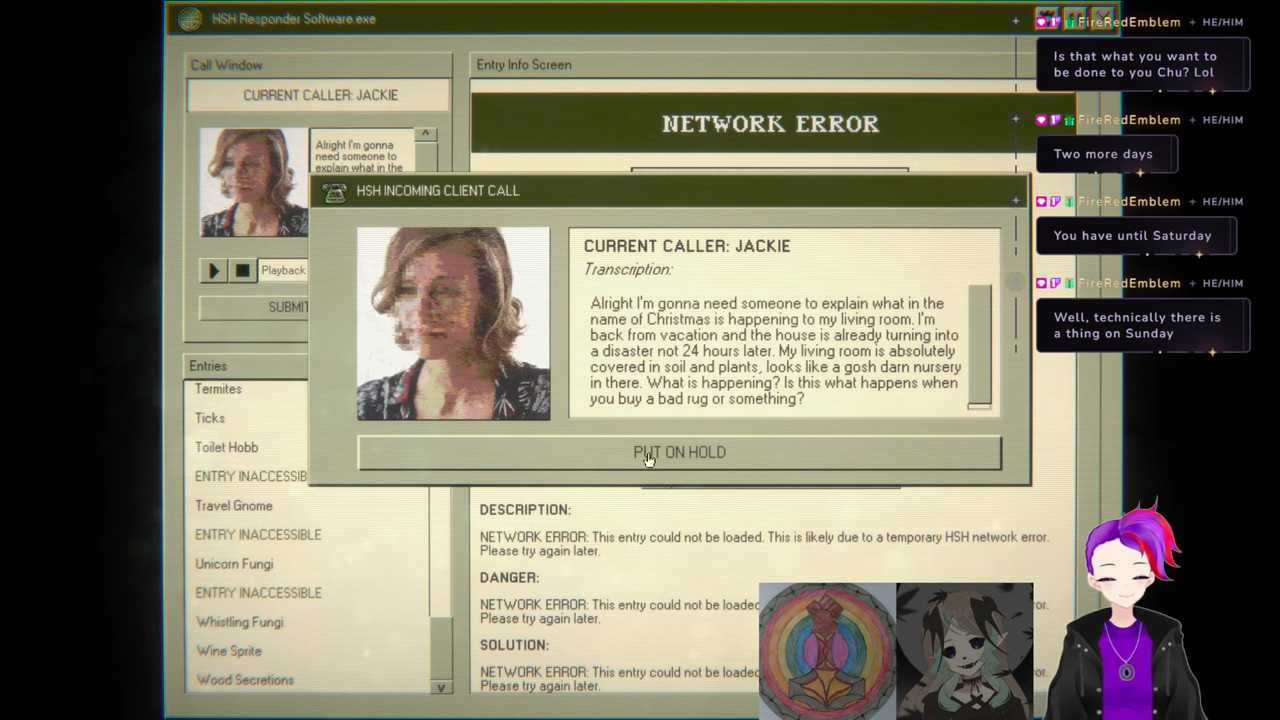 HSH Responder Software.exe
Call Window
CURRENT CALLER: JACKIE
Alright I'm gonna
need someone to
explain what in the
Playback
SUBMIT
Entries
Termites
Ticks
Toilet Hobb
ENTRY INACCESSIB
Travel Gnome
ENTRY INACCESSIBLE
Unicorn Fungi
ENTRY INACCESSIBLE
Whistling Fungi
Wine Sprite
Wood Secretions
Entry Info Screen
NETWORK ERROR
HSH INCOMING CLIENT CALL
CURRENT CALLER: JACKIE
Transcription:
Alright I'm gonna need someone to explain what in the
name of Christmas is happening to my living room. I'm
back from vacation and the house is already turning into
a disaster not 24 hours later. My living room is absolutely
covered in soil and plants, looks like a gosh darn nursery
in there. What is happening? Is this what happens when
you buy a bad rug or something?
PUT ON HOLD
DESCRIPTION:
NETWORK ERROR: This entry could not be loaded. This is likely due to a temporary HSH network error.
Please try again later.
DANGER:
NETWORK ERROR: This entry could not be loaded
ror.
Please try again later.
SOLUTION:
NETWORK ERROR: This entry could not be loaded
ror.
Please try again later.
FireRedEmblem + HE/HIM
Is that what you want to
be done to you Chu? Lol
FireRedEmblem + HE/HIM
Two more days
FireRedEmblem + HE/HIM
You have until Saturday
FireRedEmblem + HE/HIM
Well, technically there is
a thing on Sunday